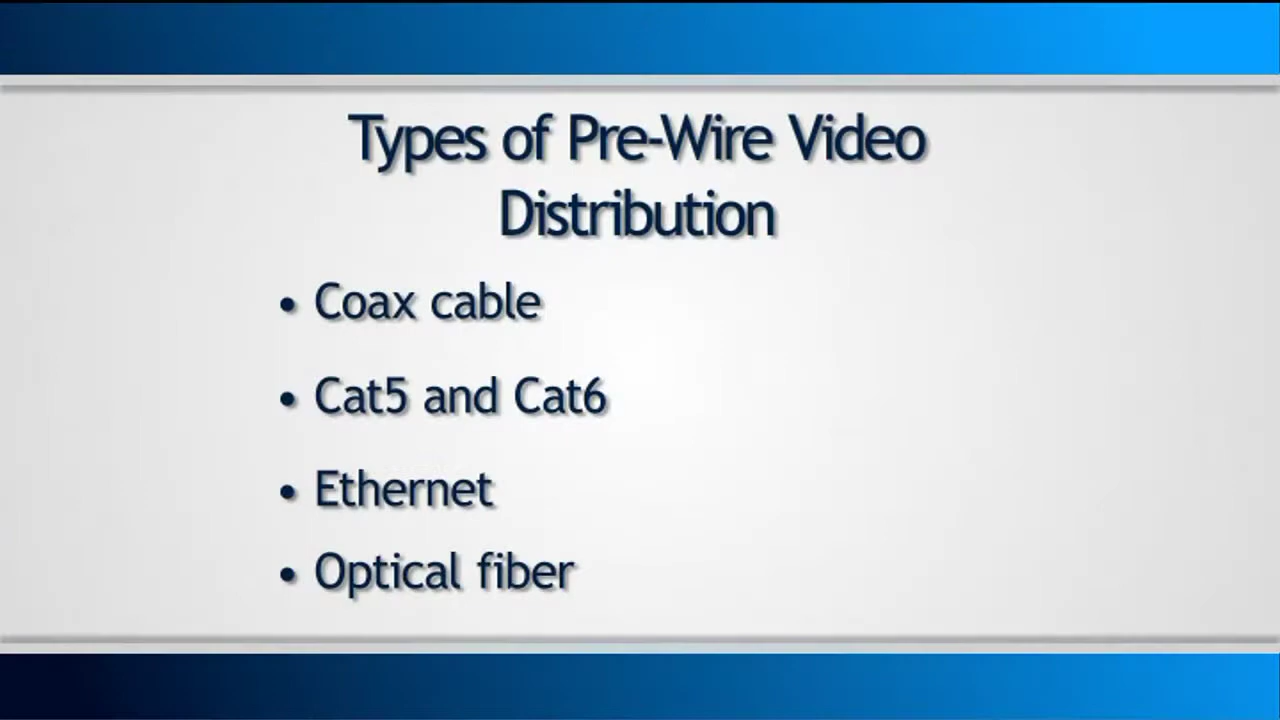 Types of Pre-Wire Video
Distribution
• Coax cable
• Cat5 and Cat6
• Ethernet
• Optical fiber